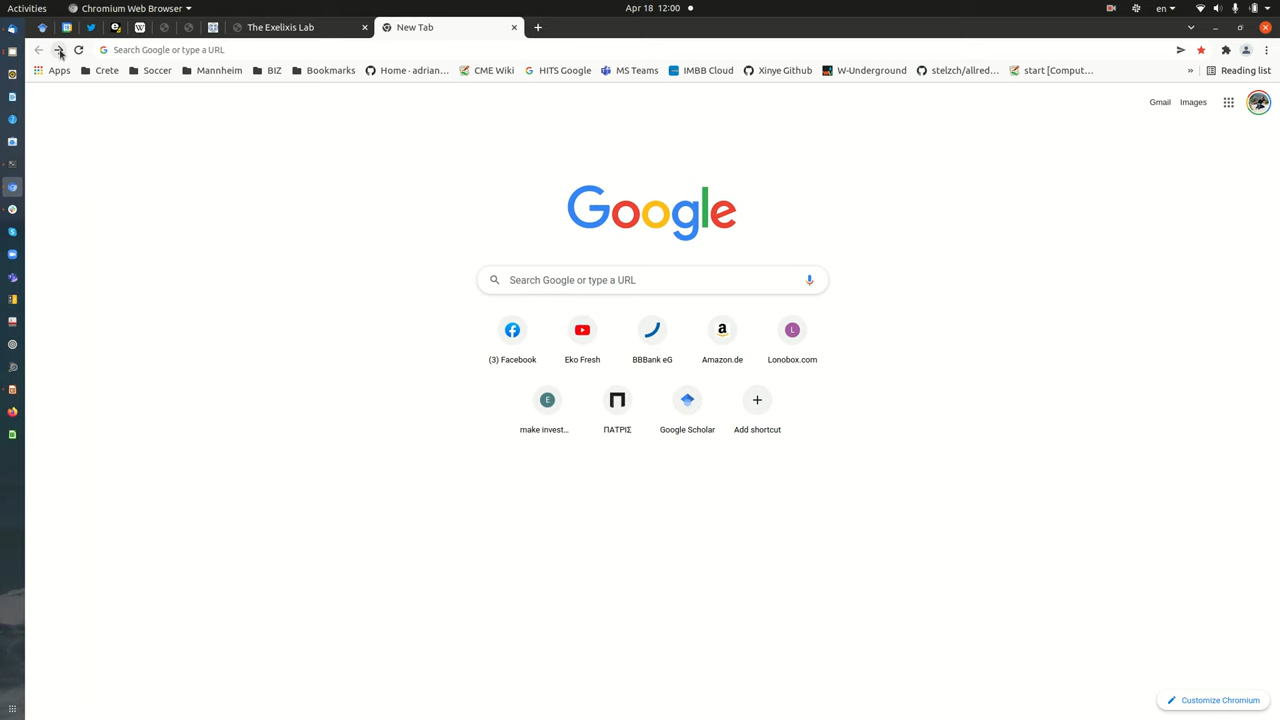 Activities Chromium Web Browser Apr 18 12:00 en
The Exelixis Lab New Tab
Search Google or type a URL
Apps Crete Soccer Mannheim BIZ Bookmarks Home · adrian… CME Wiki HITS Google MS Teams IMBB Cloud Xinye Github W-Underground stelzch/allred… start [Comput… » Reading list
Gmail Images
Google
Search Google or type a URL
(3) Facebook Eko Fresh BBBank eG Amazon.de Lonobox.com
make invest… ΠΑΤΡΙΣ Google Scholar Add shortcut
Customize Chromium